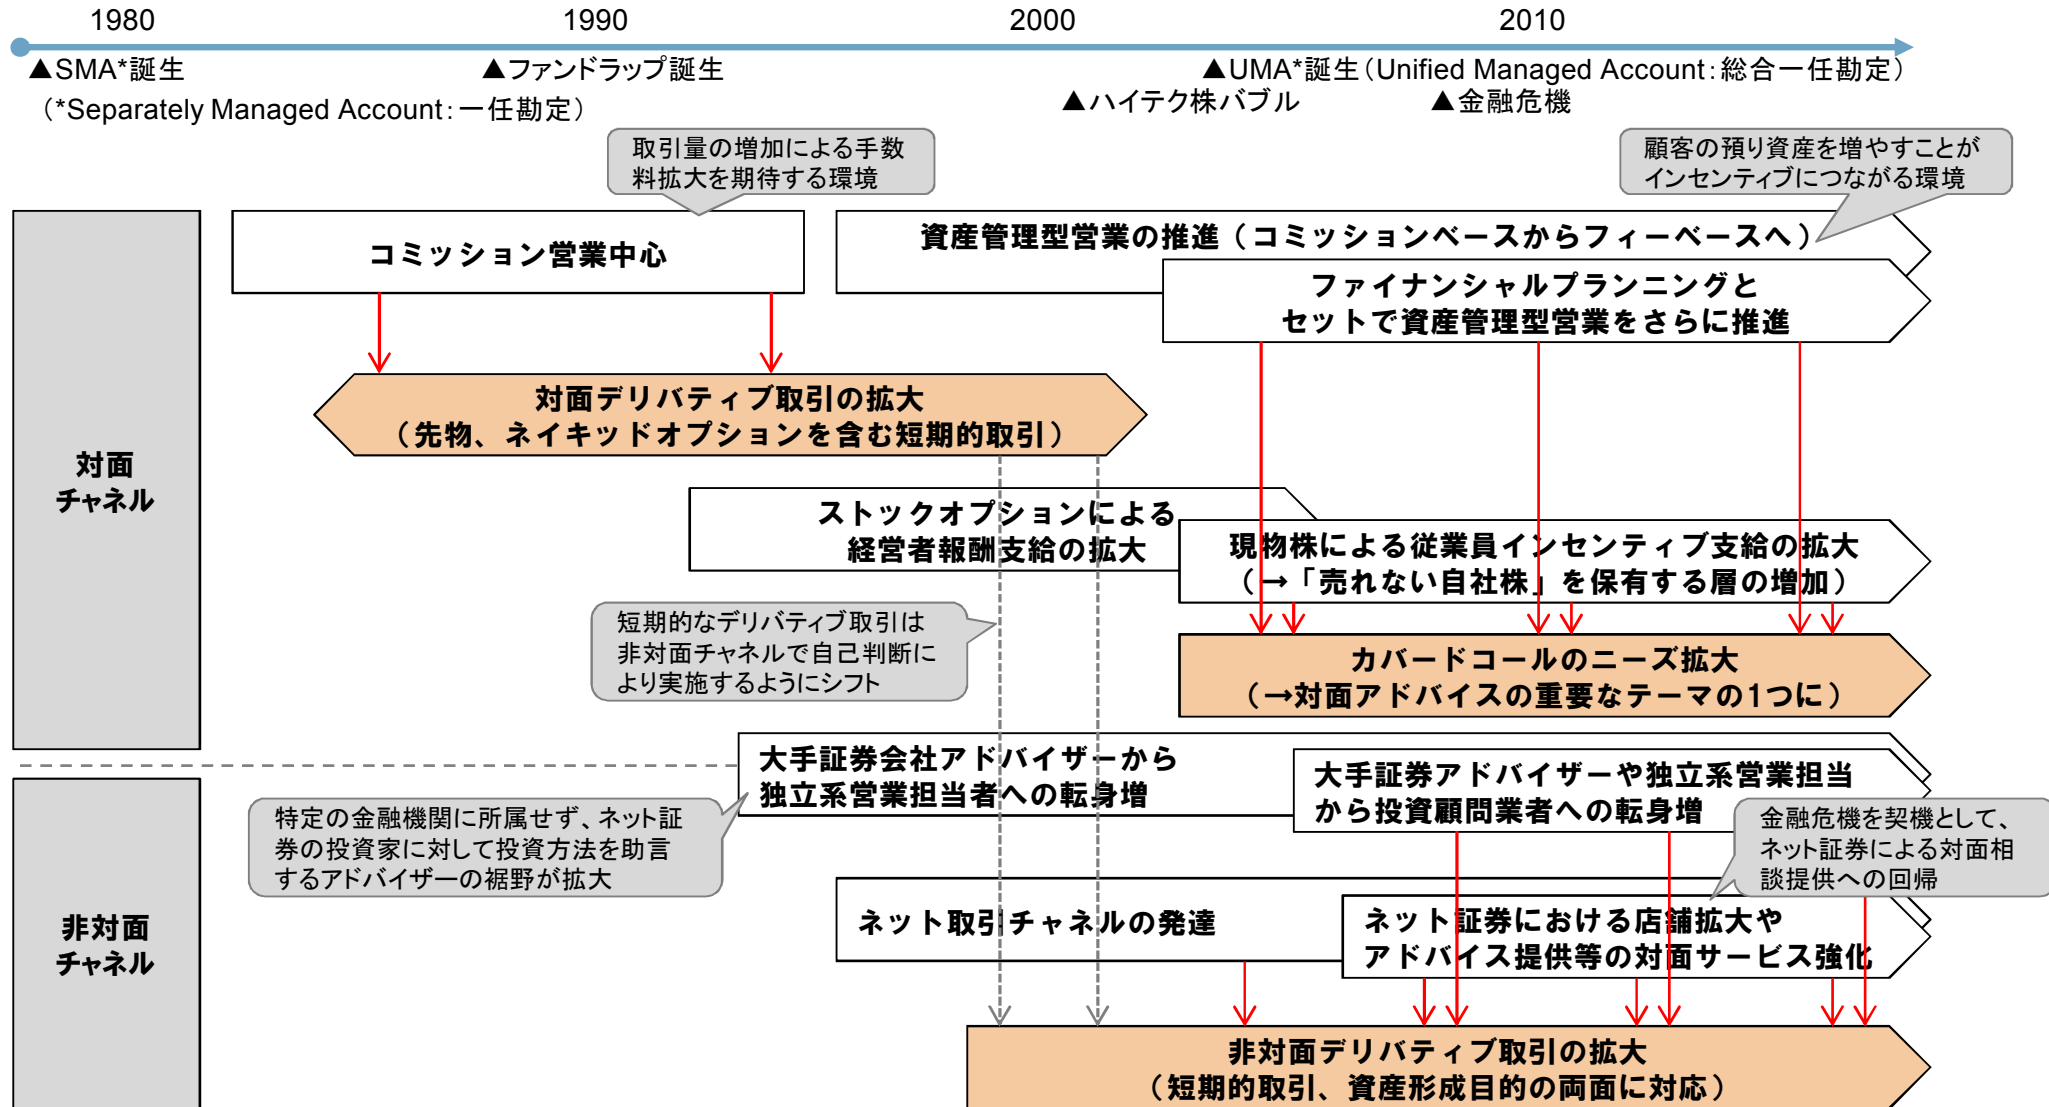 1980
1990
2000
2010
▲SMA*誕生
▲ファンドラップ誕生
▲UMA*誕生（Unified Managed Account：総合一任勘定）
（*Separately Managed Account：一任勘定）
▲ハイテク株バブル
▲金融危機
取引量の増加による手数
料拡大を期待する環境
顧客の預り資産を増やすことが
インセンティブにつながる環境
コミッション営業中心
資産管理型営業の推進（コミッションベースからフィーベースへ）
ファイナンシャルプランニングと
セットで資産管理型営業をさらに推進
対面デリバティブ取引の拡大
（先物、ネイキッドオプションを含む短期的取引）
対面
チャネル
ストックオプションによる
経営者報酬支給の拡大
現物株による従業員インセンティブ支給の拡大
（→「売れない自社株」を保有する層の増加）
短期的なデリバティブ取引は
非対面チャネルで自己判断に
より実施するようにシフト
カバードコールのニーズ拡大
（→対面アドバイスの重要なテーマの1つに）
大手証券会社アドバイザーから
独立系営業担当者への転身増
大手証券アドバイザーや独立系営業担当
から投資顧問業者への転身増
特定の金融機関に所属せず、ネット証
券の投資家に対して投資方法を助言
するアドバイザーの裾野が拡大
金融危機を契機として、
ネット証券による対面相
談提供への回帰
非対面
チャネル
ネット取引チャネルの発達
ネット証券における店舗拡大や
アドバイス提供等の対面サービス強化
非対面デリバティブ取引の拡大
（短期的取引、資産形成目的の両面に対応）